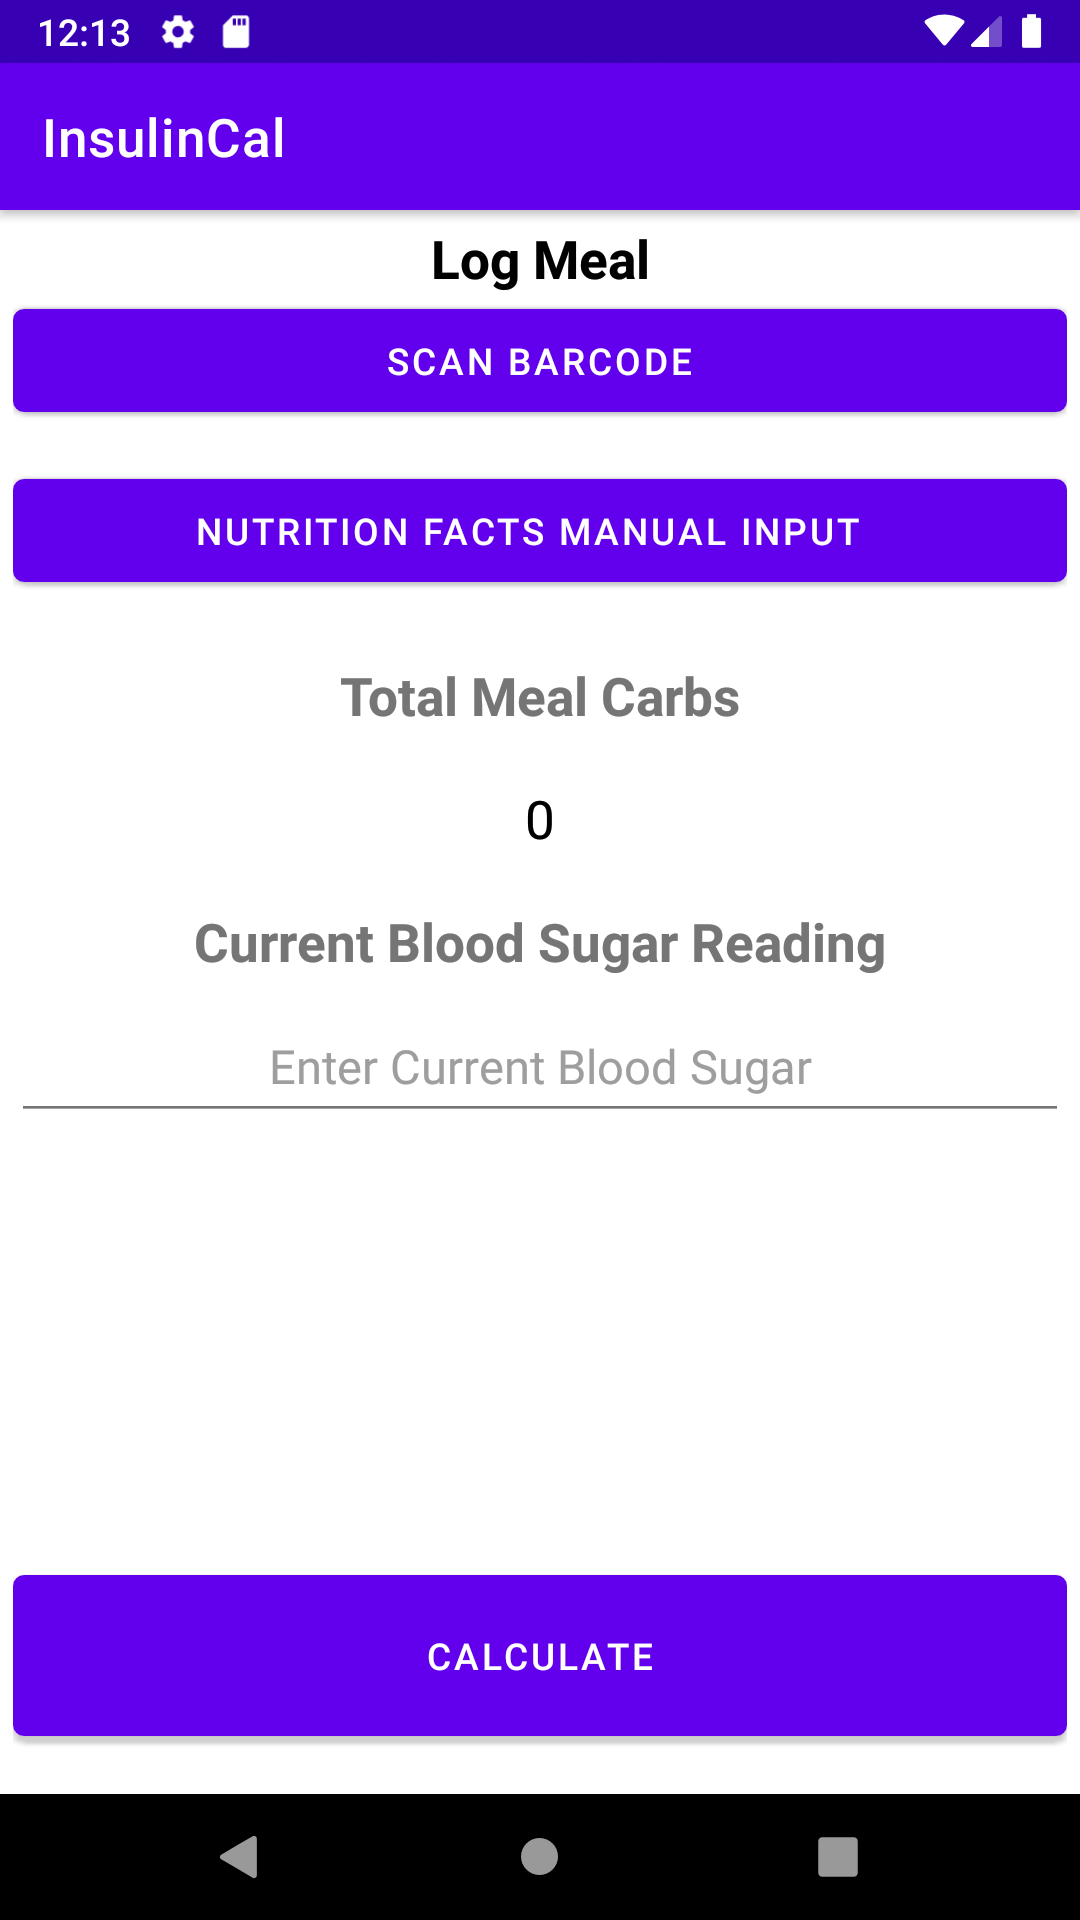 12:13
InsulinCal
Log Meal
SCAN BARCODE
NUTRITION FACTS MANUAL INPUT
Total Meal Carbs
0
Current Blood Sugar Reading
Enter Current Blood Sugar
CALCULATE